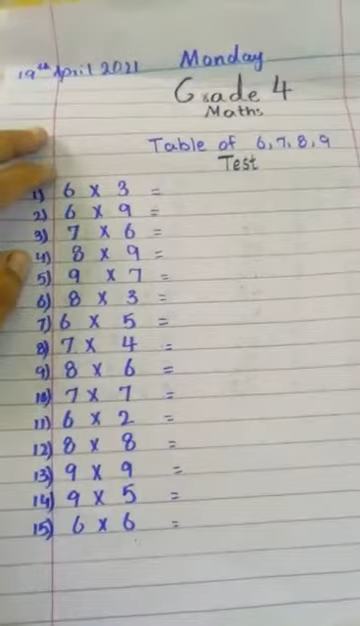 19th April 2021 Monday
Grade 4
Maths
Table of 6,7,8,9
Test
1) 6 x 3 =
2) 6 x 9 =
3) 7 x 6 =
4) 8 x 9 =
5) 9 x 7 =
6) 8 x 3 =
7) 6 x 5 =
8) 7 x 4 =
9) 8 x 6 =
10) 7 x 7 =
11) 6 x 2 =
12) 8 x 8 =
13) 9 x 9 =
14) 9 x 5 =
15) 6 x 6 =